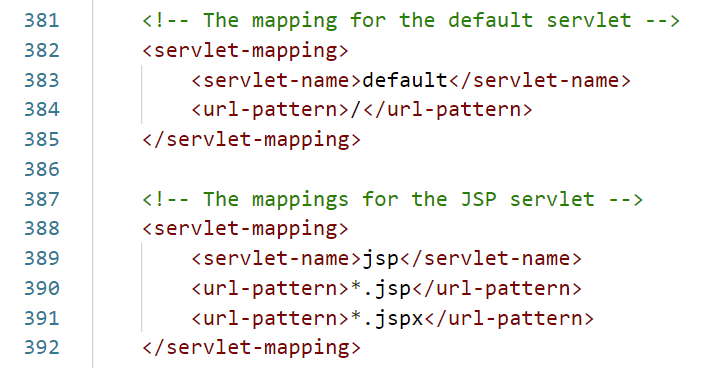 381 <!-- The mapping for the default servlet -->
382 <servlet-mapping>
383 <servlet-name>default</servlet-name>
384 <url-pattern>/</url-pattern>
385 </servlet-mapping>
386
387 <!-- The mappings for the JSP servlet -->
388 <servlet-mapping>
389 <servlet-name>jsp</servlet-name>
390 <url-pattern>*.jsp</url-pattern>
391 <url-pattern>*.jspx</url-pattern>
392 </servlet-mapping>